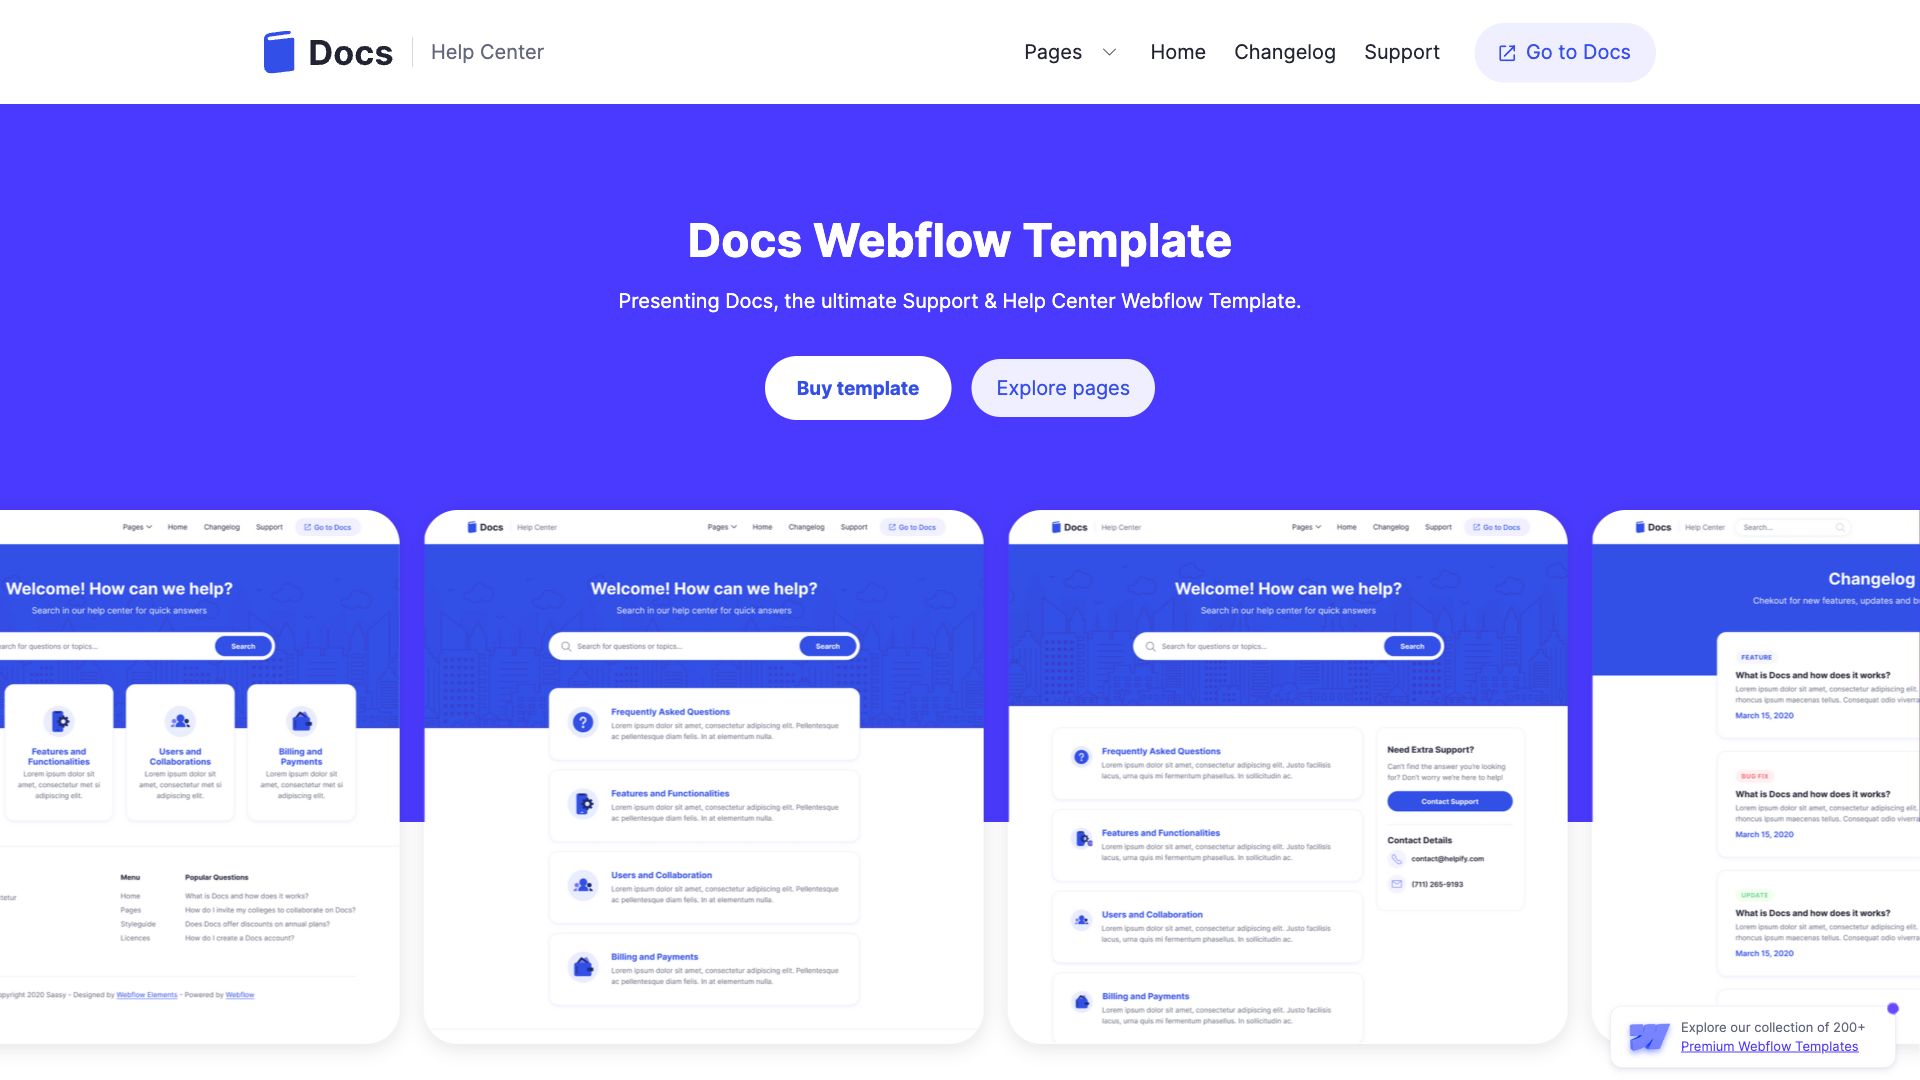 Docs
Help Center
Pages
Home
Changelog
Support
Go to Docs
Docs Webflow Template
Presenting Docs, the ultimate Support & Help Center Webflow Template.
Buy template
Explore pages
Pages
Home
Changelog
Support
Go to Docs
Welcome! How can we help?
Search in our help center for quick answers
for questions or topics...
Search
Features and
Functionalities
Lorem ipsum dolor sit
amet, consectetur met si
adipiscing elit.
Users and
Collaborations
Lorem ipsum dolor sit
amet, consectetur met si
adipiscing elit.
Billing and
Payments
Lorem ipsum dolor sit
amet, consectetur met si
adipiscing elit.
Menu
Home
Pages
Styleguide
Licences
Popular Questions
What is Docs and how does it works?
How do I invite my colleges to collaborate on Docs?
Does Docs offer discounts on annual plans?
How do I create a Docs account?
2020 Saasy - Designed by Webflow Elements - Powered by Webflow
Docs
Help Center
Pages
Home
Changelog
Support
Go to Docs
Welcome! How can we help?
Search in our help center for quick answers
Search for questions or topics...
Search
Frequently Asked Questions
Lorem ipsum dolor sit amet, consectetur adipiscing elit. Pellentesque
ac pellentesque diam felis. In at elementum nulla.
Features and Functionalities
Lorem ipsum dolor sit amet, consectetur adipiscing elit. Pellentesque
ac pellentesque diam felis. In at elementum nulla.
Users and Collaboration
Lorem ipsum dolor sit amet, consectetur adipiscing elit. Pellentesque
ac pellentesque diam felis. In at elementum nulla.
Billing and Payments
Lorem ipsum dolor sit amet, consectetur adipiscing elit. Pellentesque
ac pellentesque diam felis. In at elementum nulla.
Docs
Help Center
Pages
Home
Changelog
Support
Go to Docs
Welcome! How can we help?
Search in our help center for quick answers
Search for questions or topics...
Search
Frequently Asked Questions
Lorem ipsum dolor sit amet, consectetur adipiscing elit. Justo facilisis
lacus, urna quis mi fermentum phasellus. In sollicitudin ac.
Features and Functionalities
Lorem ipsum dolor sit amet, consectetur adipiscing elit. Justo facilisis
lacus, urna quis mi fermentum phasellus. In sollicitudin ac.
Users and Collaboration
Lorem ipsum dolor sit amet, consectetur adipiscing elit. Justo facilisis
lacus, urna quis mi fermentum phasellus. In sollicitudin ac.
Billing and Payments
Lorem ipsum dolor sit amet, consectetur adipiscing elit. Justo facilisis
lacus, urna quis mi fermentum phasellus. In sollicitudin ac.
Need Extra Support?
Can't find the answer you're looking
for? Don't worry we're here to help!
Contact Support
Contact Details
contact@helpify.com
(711) 265-9193
Docs
Help Center
Search...
Changelog
Chekout for new features, updates and
FEATURE
What is Docs and how does it works?
Lorem ipsum dolor sit amet, consectetur adipiscing elit.
rhoncus ipsum maecenas tellus. Consequat odio
March 15, 2020
BUG FIX
What is Docs and how does it works?
Lorem ipsum dolor sit amet, consectetur adipiscing elit.
rhoncus ipsum maecenas tellus. Consequat odio
March 15, 2020
UPDATE
What is Docs and how does it works?
Lorem ipsum dolor sit amet, consectetur adipiscing elit.
rhoncus ipsum maecenas tellus. Consequat odio
March 15, 2020
Explore our collection of 200+
Premium Webflow Templates